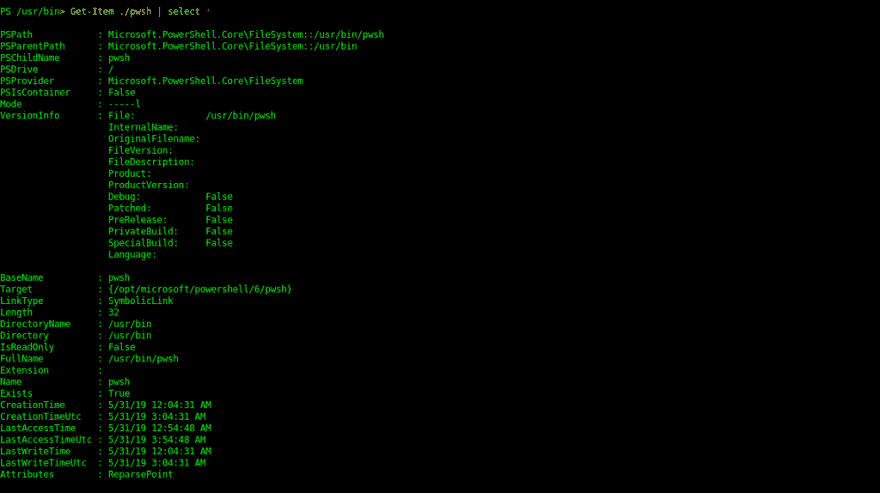 PS /usr/bin> Get-Item ./pwsh | select *
PSPath            : Microsoft.PowerShell.Core\FileSystem::/usr/bin/pwsh
PSParentPath      : Microsoft.PowerShell.Core\FileSystem::/usr/bin
PSChildName       : pwsh
PSDrive           : /
PSProvider        : Microsoft.PowerShell.Core\FileSystem
PSIsContainer     : False
Mode              : -----l
VersionInfo       : File:             /usr/bin/pwsh
                    InternalName:
                    OriginalFilename:
                    FileVersion:
                    FileDescription:
                    Product:
                    ProductVersion:
                    Debug:            False
                    Patched:          False
                    PreRelease:       False
                    PrivateBuild:     False
                    SpecialBuild:     False
                    Language:
BaseName          : pwsh
Target            : {/opt/microsoft/powershell/6/pwsh}
LinkType          : SymbolicLink
Length            : 32
DirectoryName     : /usr/bin
Directory         : /usr/bin
IsReadOnly        : False
FullName          : /usr/bin/pwsh
Extension         :
Name              : pwsh
Exists            : True
CreationTime      : 5/31/19 12:04:31 AM
CreationTimeUtc   : 5/31/19 3:04:31 AM
LastAccessTime    : 5/31/19 12:54:48 AM
LastAccessTimeUtc : 5/31/19 3:54:48 AM
LastWriteTime     : 5/31/19 12:04:31 AM
LastWriteTimeUtc  : 5/31/19 3:04:31 AM
Attributes        : ReparsePoint